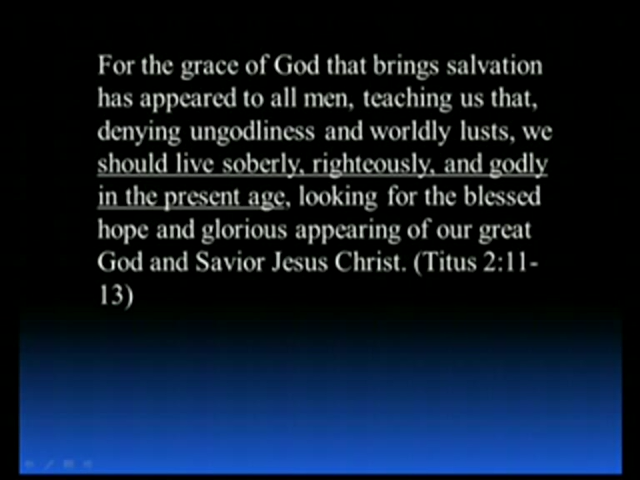 For the grace of God that brings salvation
has appeared to all men, teaching us that,
denying ungodliness and worldly lusts, we
should live soberly, righteously, and godly
in the present age, looking for the blessed
hope and glorious appearing of our great
God and Savior Jesus Christ. (Titus 2:11-
13)